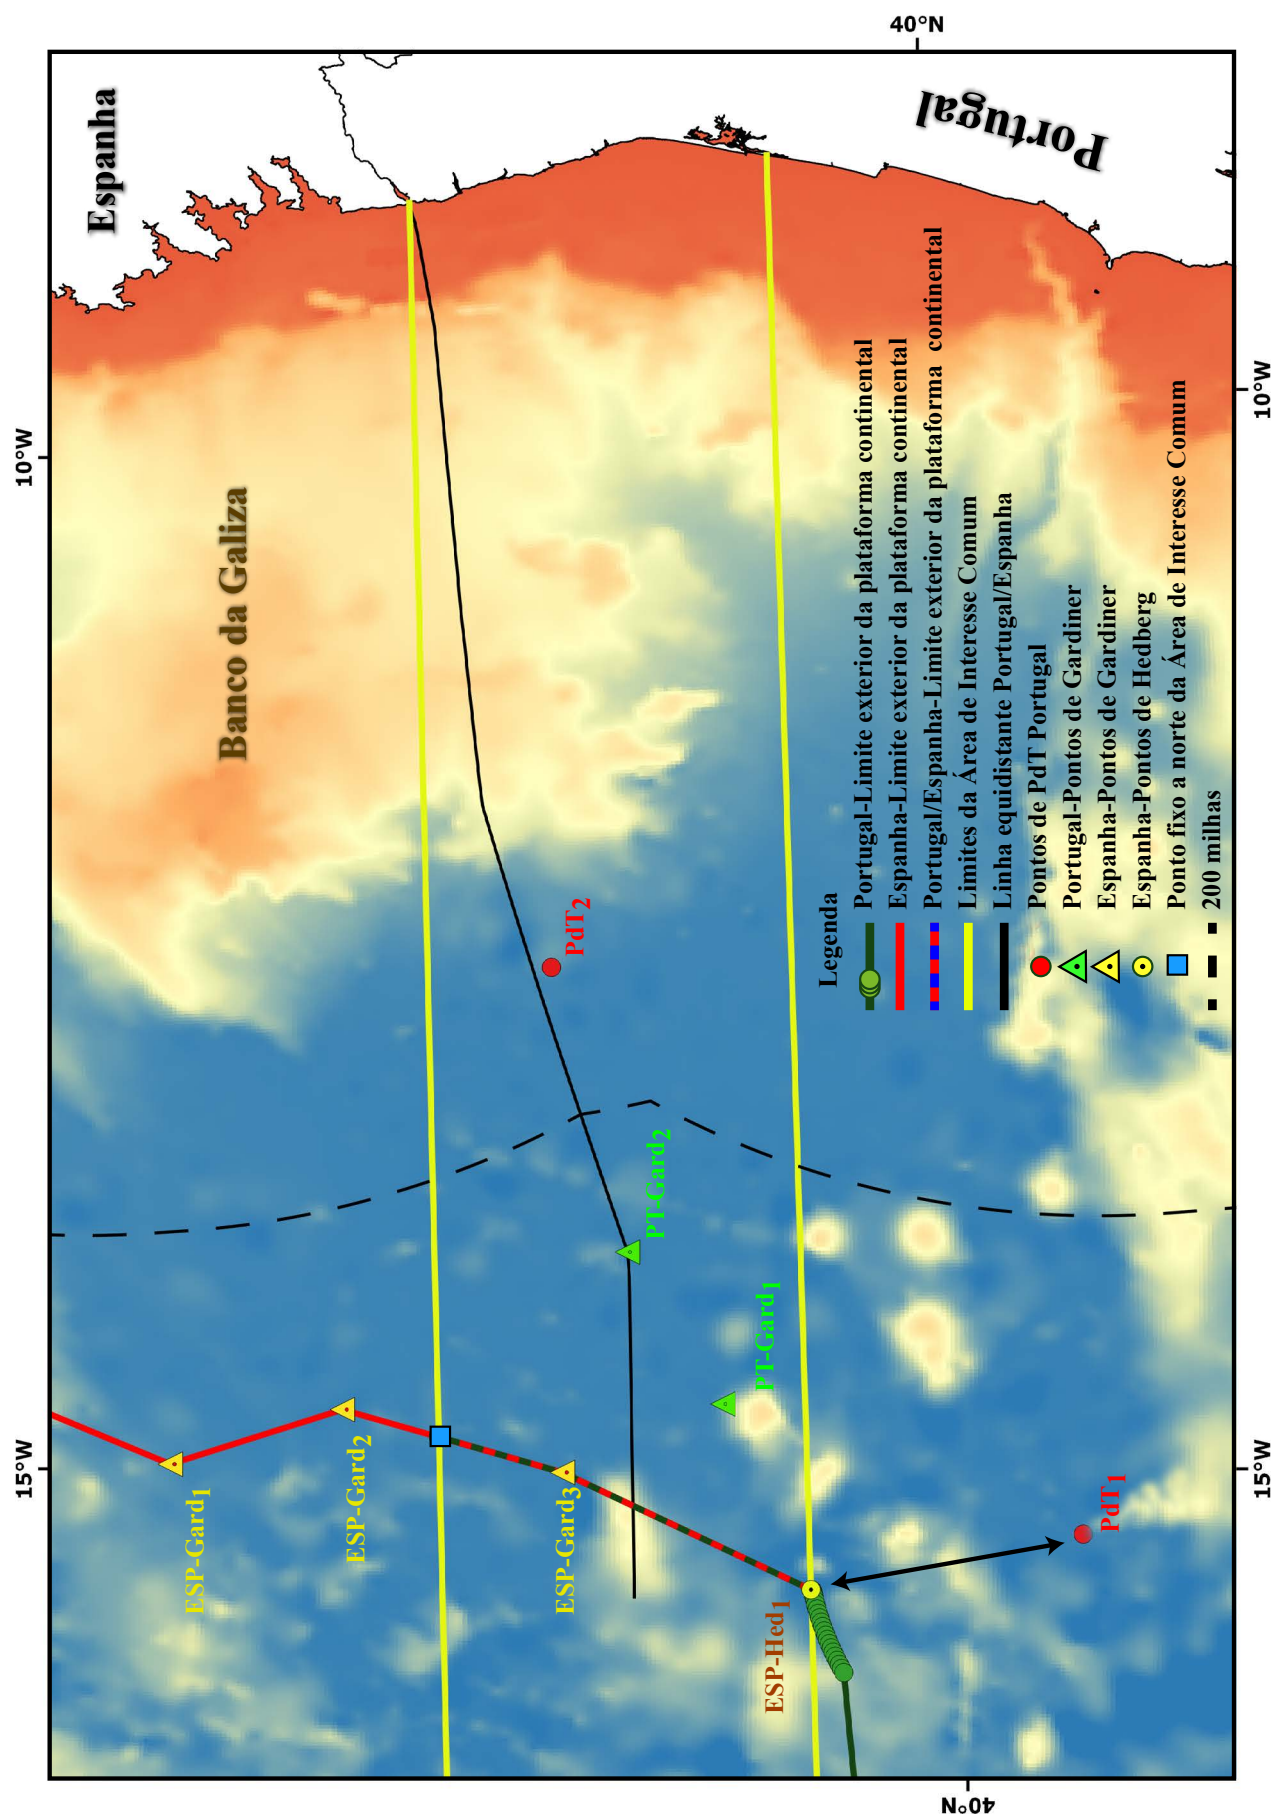 40°N
Espanha
Portugal
10°W
Banco da Galiza
PdT2
PT-Gard2
PT-Gard1
15°W
ESP-Gard1
ESP-Gard2
ESP-Gard3
ESP-Hed1
PdT1
10°W
15°W
40°N
Legenda
Portugal-Limite exterior da plataforma continental
Espanha-Limite exterior da plataforma continental
Portugal/Espanha-Limite exterior da plataforma continental
Limites da Área de Interesse Comum
Linha equidistante Portugal/Espanha
Pontos de PdT Portugal
Portugal-Pontos de Gardiner
Espanha-Pontos de Gardiner
Espanha-Pontos de Hedberg
Ponto fixo a norte da Área de Interesse Comum
200 milhas